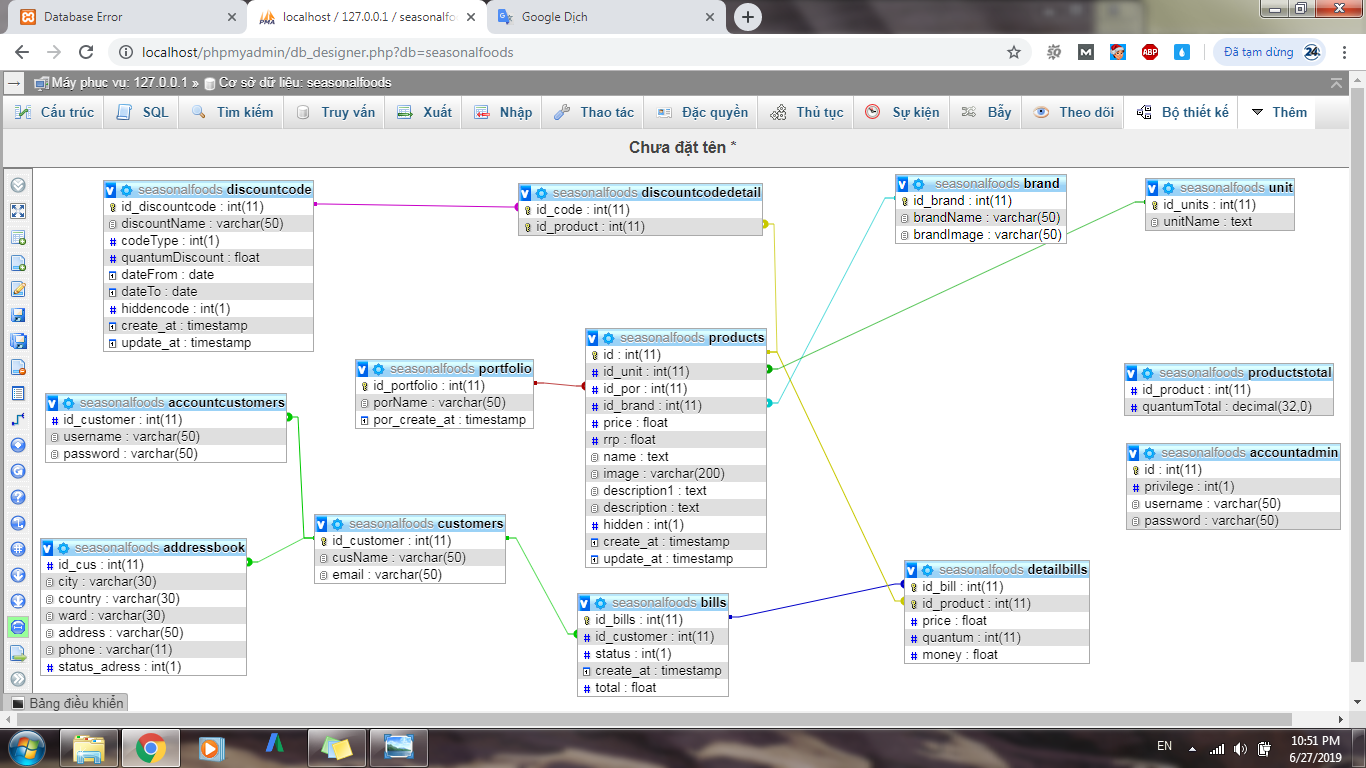 Database Error
localhost / 127.0.0.1 / seasonalfo
Google Dịch
localhost/phpmyadmin/db_designer.php?db=seasonalfoods
Đã tạm dừng
Máy phục vụ: 127.0.0.1 » Cơ sở dữ liệu: seasonalfoods
Cấu trúc SQL Tìm kiếm Truy vấn Xuất Nhập Thao tác Đặc quyền Thủ tục Sự kiện Bẫy Theo dõi Bộ thiết kế Thêm
Chưa đặt tên *
seasonalfoods discountcode
id_discountcode : int(11)
discountName : varchar(50)
codeType : int(1)
quantumDiscount : float
dateFrom : date
dateTo : date
hiddencode : int(1)
create_at : timestamp
update_at : timestamp
seasonalfoods discountcodedetail
id_code : int(11)
id_product : int(11)
seasonalfoods brand
id_brand : int(11)
brandName : varchar(50)
brandImage : varchar(50)
seasonalfoods unit
id_units : int(11)
unitName : text
seasonalfoods portfolio
id_portfolio : int(11)
porName : varchar(50)
por_create_at : timestamp
seasonalfoods products
id : int(11)
id_unit : int(11)
id_por : int(11)
id_brand : int(11)
price : float
rrp : float
name : text
image : varchar(200)
description1 : text
description : text
hidden : int(1)
create_at : timestamp
update_at : timestamp
seasonalfoods productstotal
id_product : int(11)
quantumTotal : decimal(32,0)
seasonalfoods accountcustomers
id_customer : int(11)
username : varchar(50)
password : varchar(50)
seasonalfoods accountadmin
id : int(11)
privilege : int(1)
username : varchar(50)
password : varchar(50)
seasonalfoods customers
id_customer : int(11)
cusName : varchar(50)
email : varchar(50)
seasonalfoods addressbook
id_cus : int(11)
city : varchar(30)
country : varchar(30)
ward : varchar(30)
address : varchar(50)
phone : varchar(11)
status_adress : int(1)
seasonalfoods bills
id_bills : int(11)
id_customer : int(11)
status : int(1)
create_at : timestamp
total : float
seasonalfoods detailbills
id_bill : int(11)
id_product : int(11)
price : float
quantum : int(11)
money : float
Bảng điều khiển
EN
10:51 PM
6/27/2019